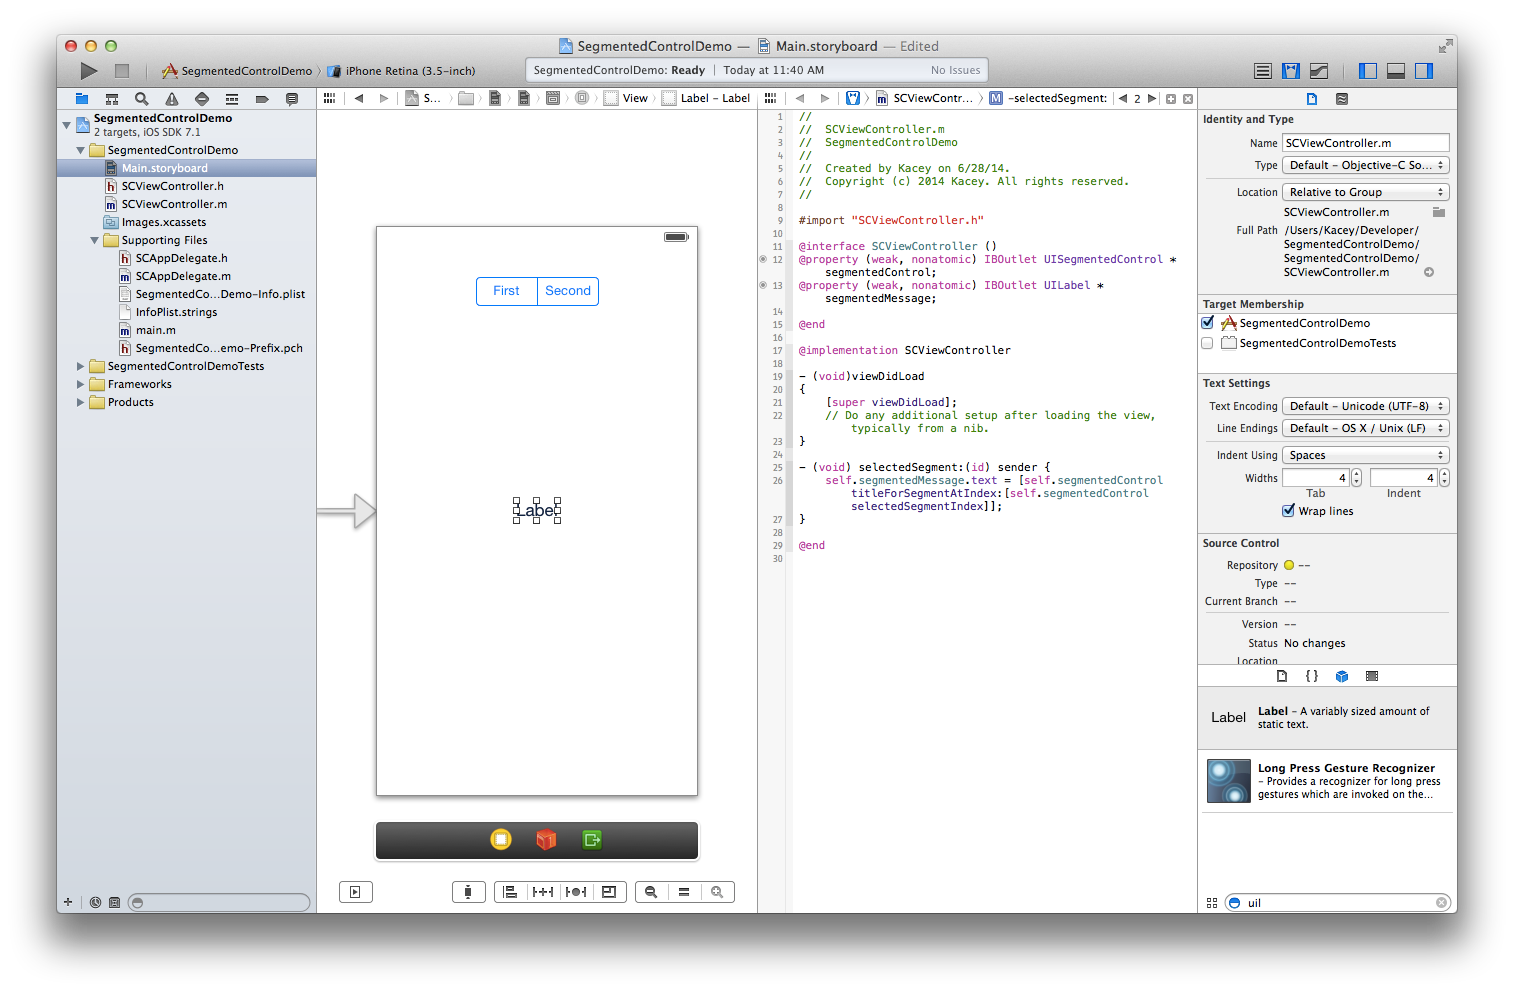 SegmentedControlDemo — Main.storyboard — Edited
SegmentedControlDemo 〉 iPhone Retina (3.5-inch)
SegmentedControlDemo: Ready | Today at 11:40 AM
No Issues
SegmentedControlDemo
2 targets, iOS SDK 7.1
SegmentedControlDemo
Main.storyboard
SCViewController.h
SCViewController.m
Images.xcassets
Supporting Files
SCAppDelegate.h
SCAppDelegate.m
SegmentedCo...Demo-Info.plist
InfoPlist.strings
main.m
SegmentedCo...emo-Prefix.pch
SegmentedControlDemoTests
Frameworks
Products
S... View Label – Label
First
Second
Label
SCViewContr... M -selectedSegment: 2
1 //
2 //  SCViewController.m
3 //  SegmentedControlDemo
4 //
5 //  Created by Kacey on 6/28/14.
6 //  Copyright (c) 2014 Kacey. All rights reserved.
7 //
8
9 #import "SCViewController.h"
10
11 @interface SCViewController ()
12 @property (weak, nonatomic) IBOutlet UISegmentedControl *
segmentedControl;
13 @property (weak, nonatomic) IBOutlet UILabel *
segmentedMessage;
14
15 @end
16
17 @implementation SCViewController
18
19 - (void)viewDidLoad
20 {
21 [super viewDidLoad];
22 // Do any additional setup after loading the view,
typically from a nib.
23 }
24
25 - (void) selectedSegment:(id) sender {
26 self.segmentedMessage.text = [self.segmentedControl
titleForSegmentAtIndex:[self.segmentedControl
selectedSegmentIndex]];
27 }
28
29 @end
30
Identity and Type
Name SCViewController.m
Type Default – Objective-C So...
Location Relative to Group
SCViewController.m
Full Path /Users/Kacey/Developer/
SegmentedControlDemo/
SegmentedControlDemo/
SCViewController.m
Target Membership
SegmentedControlDemo
SegmentedControlDemoTests
Text Settings
Text Encoding Default – Unicode (UTF-8)
Line Endings Default – OS X / Unix (LF)
Indent Using Spaces
Widths 4 4
Tab Indent
Wrap lines
Source Control
Repository --
Type --
Current Branch --
Version --
Status No changes
Location
{ }
Label
Label – A variably sized amount of
static text.
Long Press Gesture Recognizer
– Provides a recognizer for long press
gestures which are invoked on the...
uil